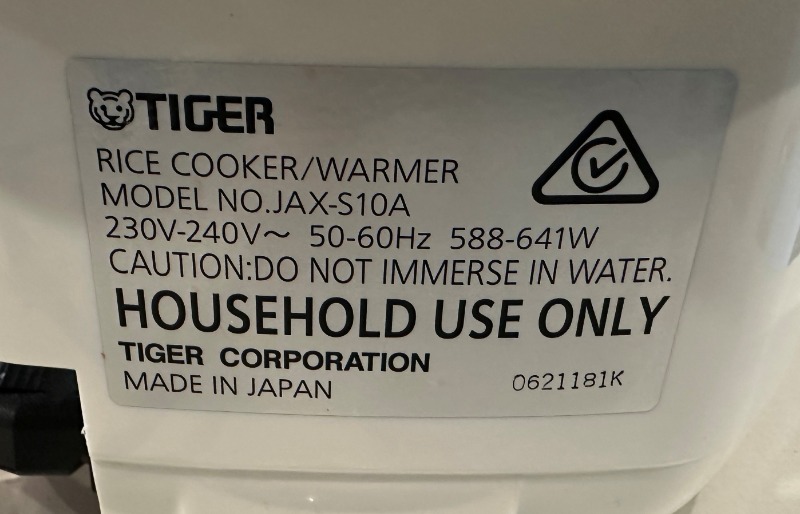 TIGER
RICE COOKER/WARMER
MODEL NO.JAX-S10A
230V-240V～ 50-60Hz 588-641W
CAUTION:DO NOT IMMERSE IN WATER.
HOUSEHOLD USE ONLY
TIGER CORPORATION
MADE IN JAPAN
0621181K